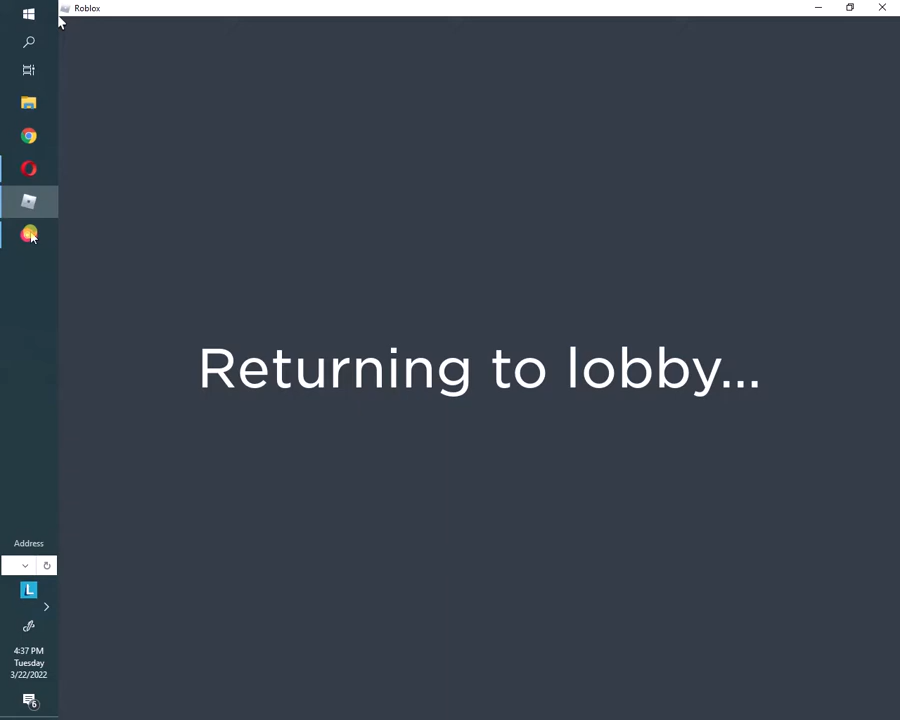 Roblox
Returning to lobby...
Address
L
4:37 PM
Tuesday
3/22/2022
6